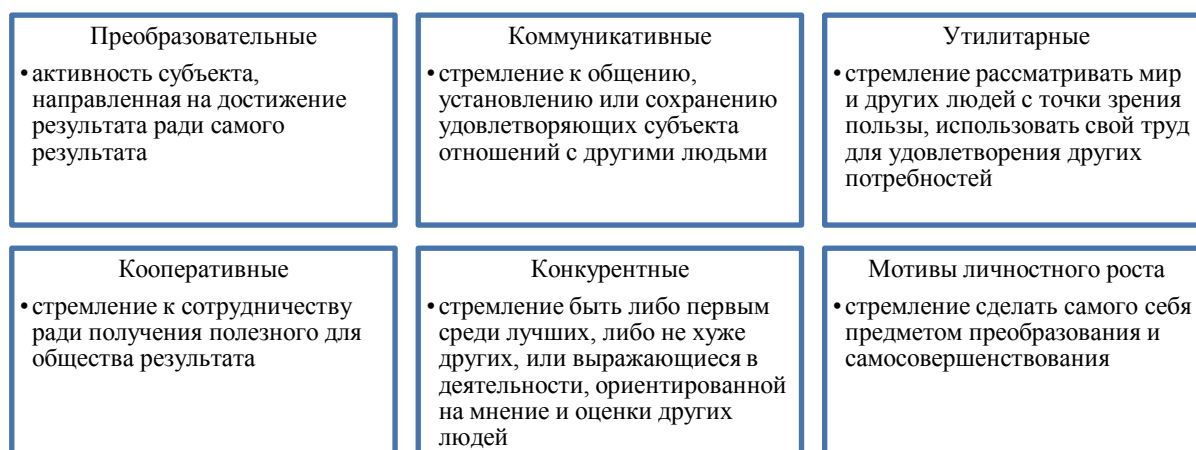 Преобразовательные
• активность субъекта,
направленная на достижение
результата ради самого
результата
Коммуникативные
• стремление к общению,
установлению или сохранению
удовлетворяющих субъекта
отношений с другими людьми
Утилитарные
• стремление рассматривать мир
и других людей с точки зрения
пользы, использовать свой труд
для удовлетворения других
потребностей
Кооперативные
• стремление к сотрудничеству
ради получения полезного для
общества результата
Конкурентные
• стремление быть либо первым
среди лучших, либо не хуже
других, или выражающиеся в
деятельности, ориентированной
на мнение и оценки других
людей
Мотивы личностного роста
• стремление сделать самого себя
предметом преобразования и
самосовершенствования